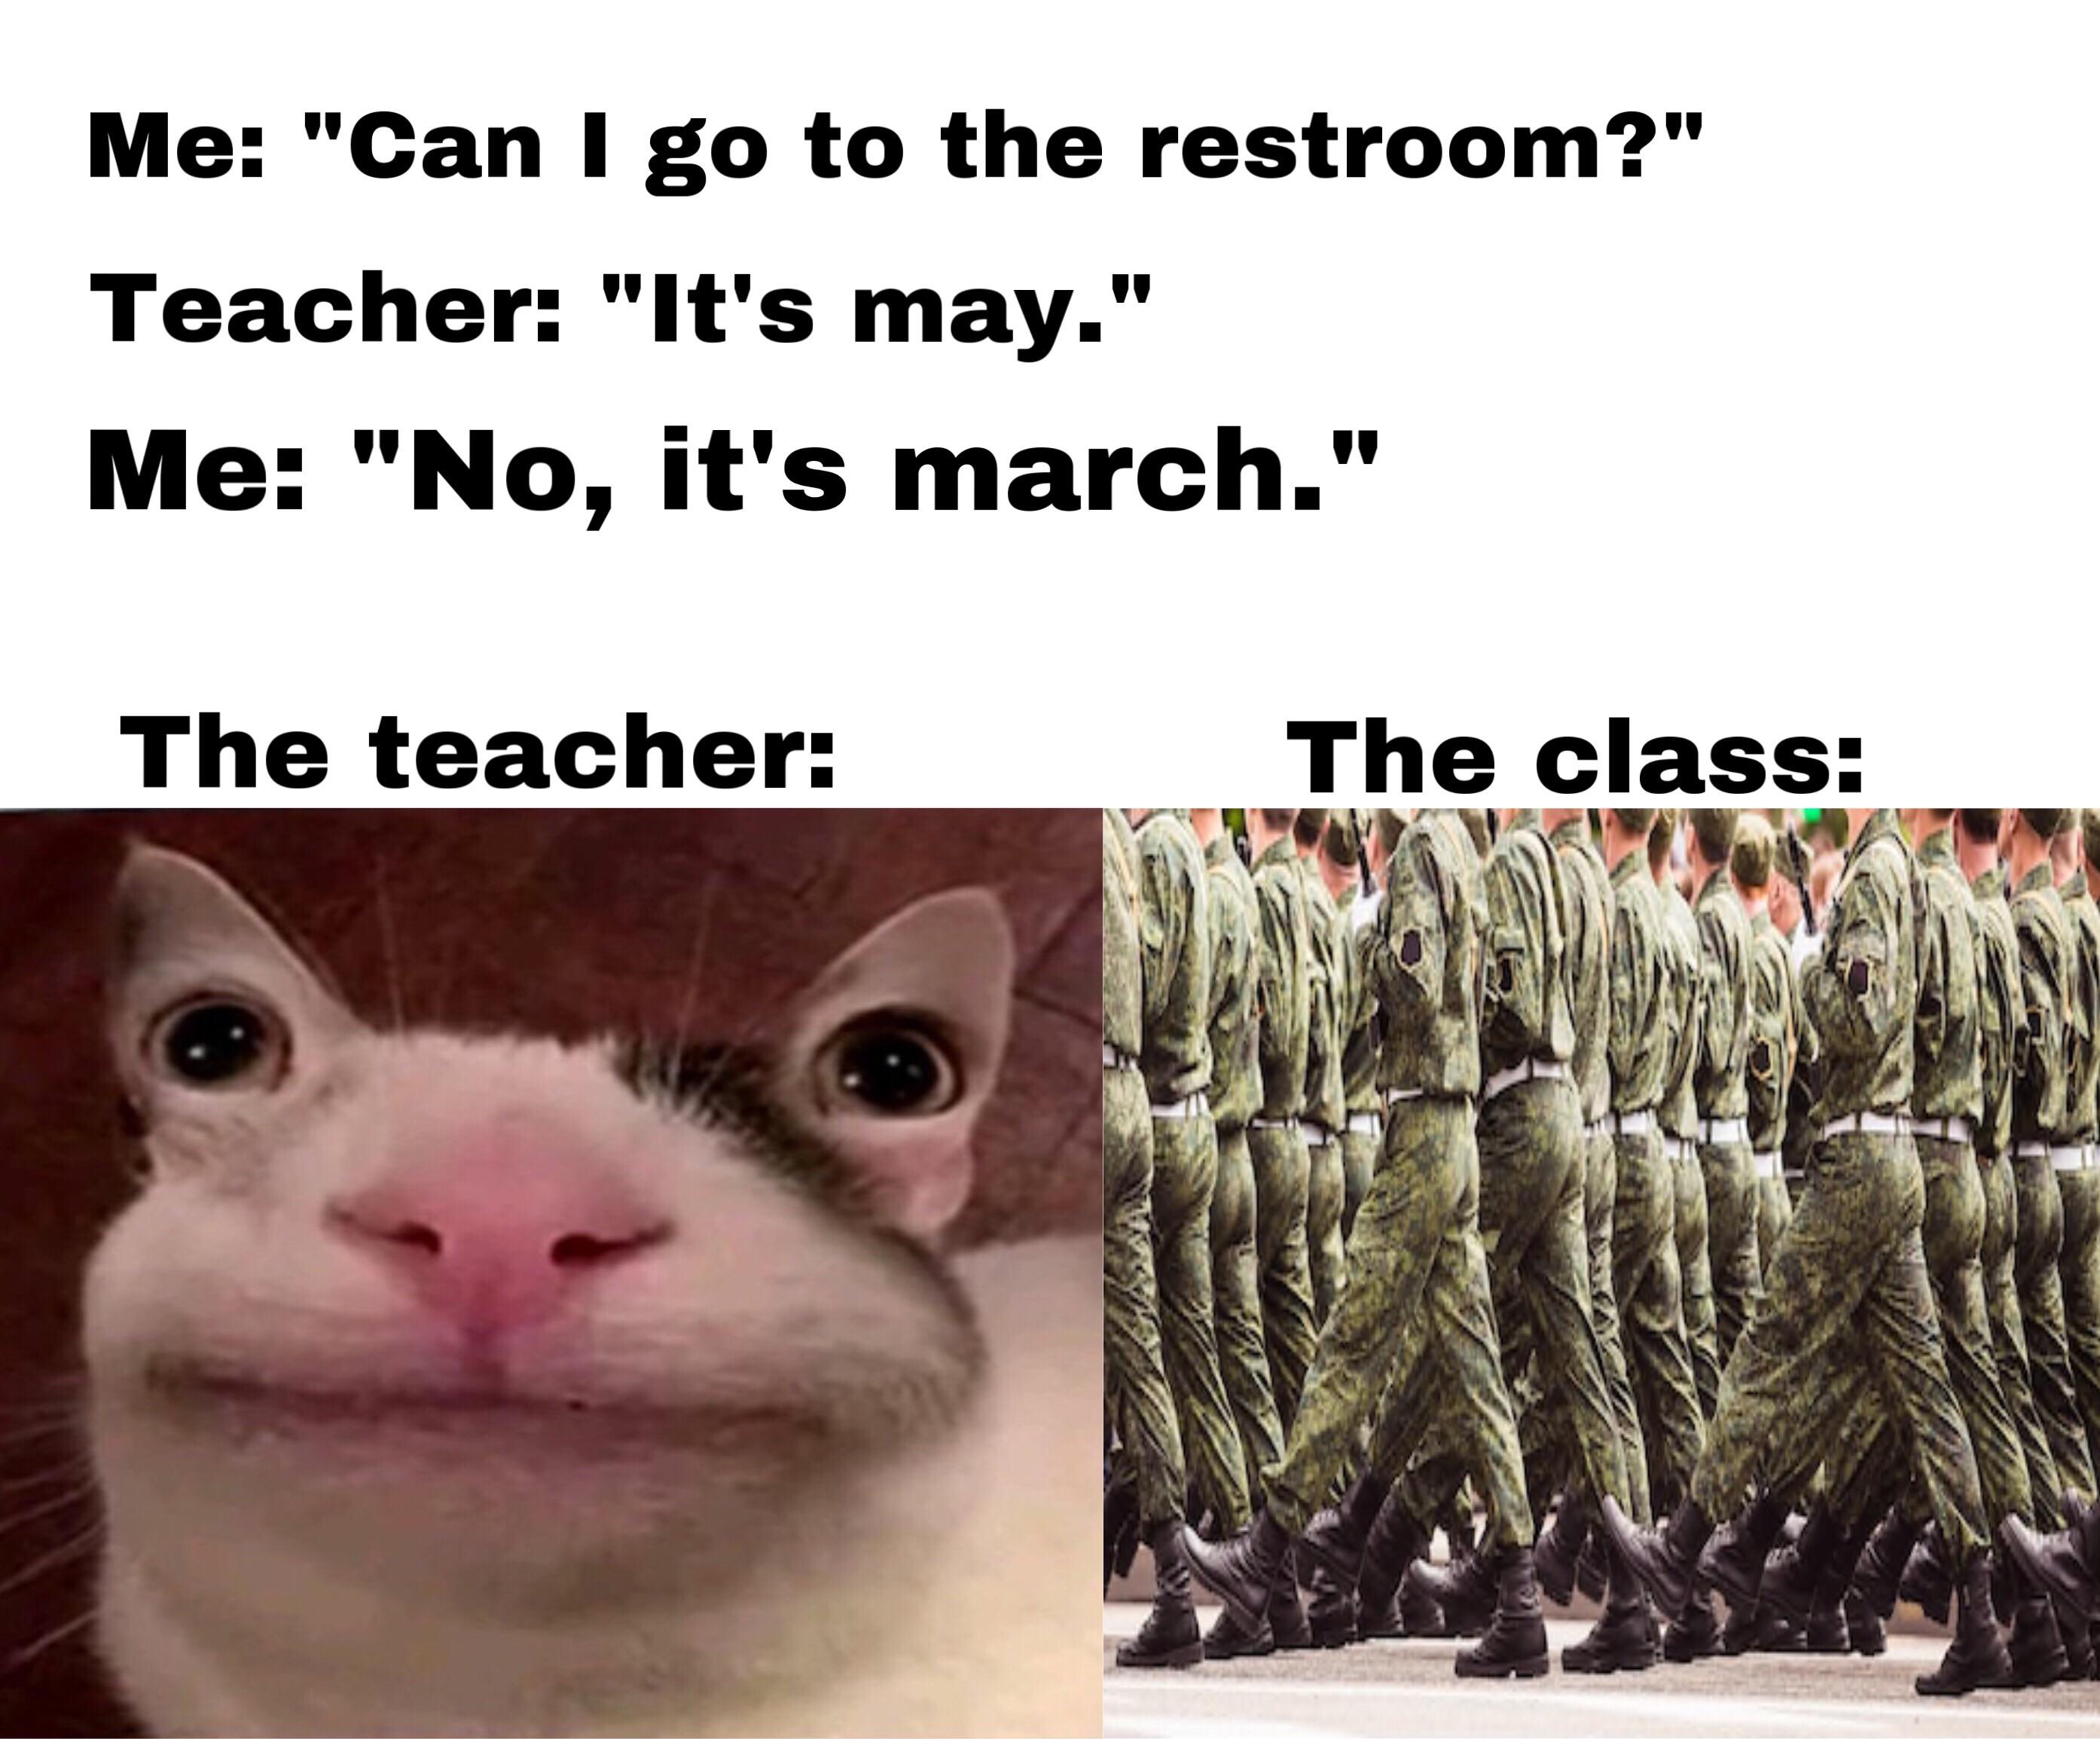 Me: "Can I go to the restroom?"
Teacher: "It's may."
Me: "No, it's march."
The teacher:
The class: